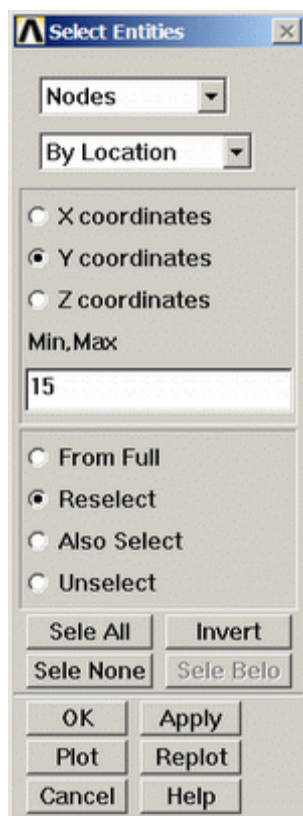 Select Entities
Nodes
By Location
X coordinates
Y coordinates
Z coordinates
Min,Max
15
From Full
Reselect
Also Select
Unselect
Sele All Invert
Sele None Sele Belo
OK Apply
Plot Replot
Cancel Help